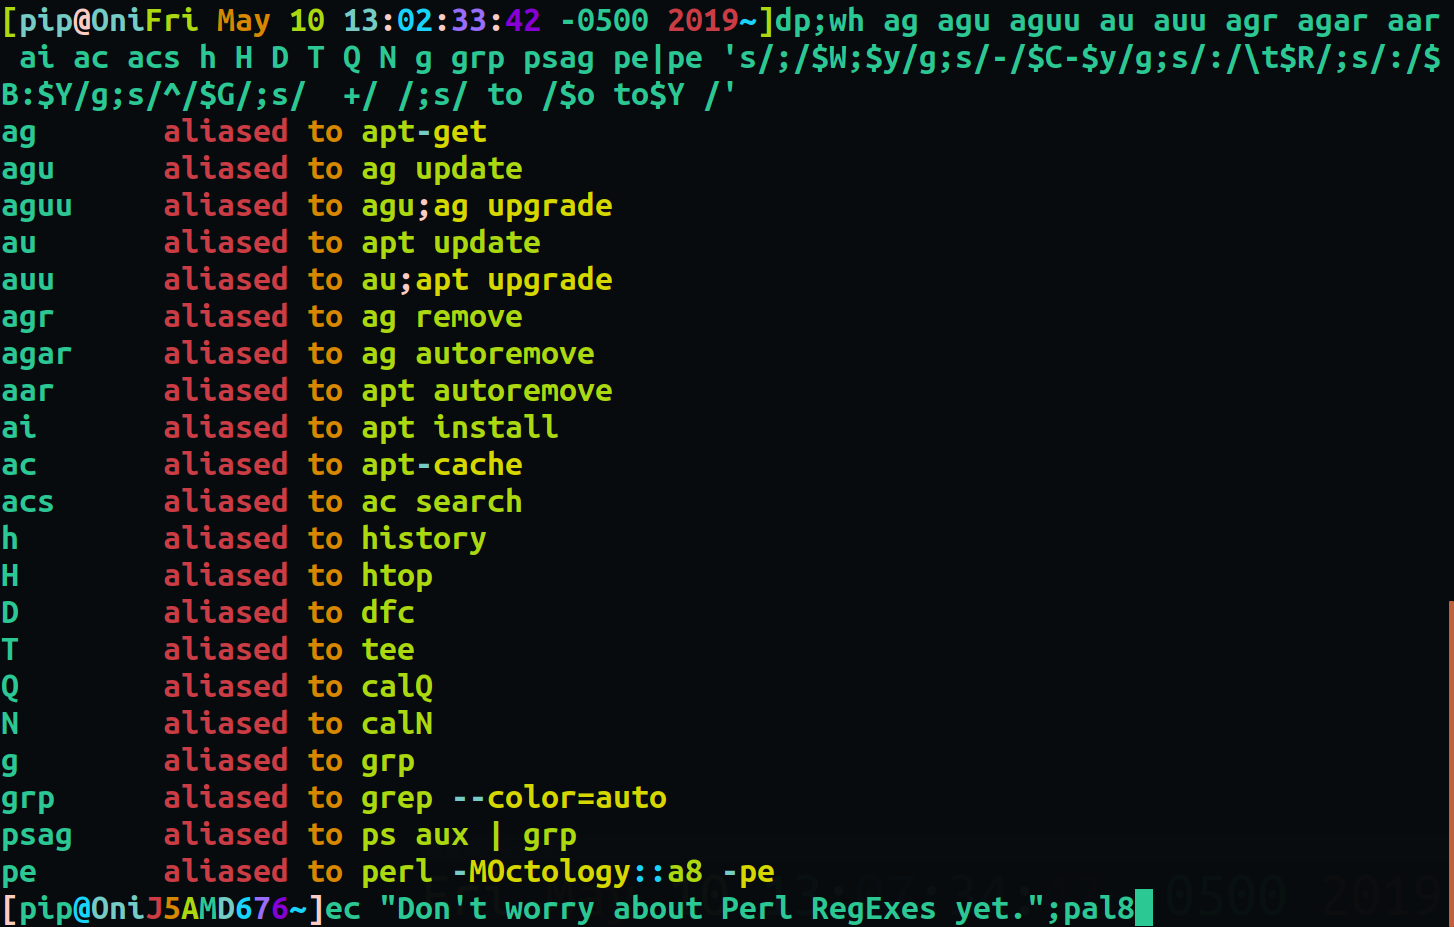 [pip@OniFri May 10 13:02:33:42 -0500 2019~]dp;wh ag agu aguu au auu agr agar aar
 ai ac acs h H D T Q N g grp psag pe|pe 's/;/$W;$y/g;s/-/$C-$y/g;s/:/\t$R/;s/:/$
B:$Y/g;s/^/$G/;s/  +/ /;s/ to /$o to$Y /'
ag       aliased to apt-get
agu      aliased to ag update
aguu     aliased to agu;ag upgrade
au       aliased to apt update
auu      aliased to au;apt upgrade
agr      aliased to ag remove
agar     aliased to ag autoremove
aar      aliased to apt autoremove
ai       aliased to apt install
ac       aliased to apt-cache
acs      aliased to ac search
h        aliased to history
H        aliased to htop
D        aliased to dfc
T        aliased to tee
Q        aliased to calQ
N        aliased to calN
g        aliased to grp
grp      aliased to grep --color=auto
psag     aliased to ps aux | grp
pe       aliased to perl -MOctology::a8 -pe
[pip@OniJ5AMD676~]ec "Don't worry about Perl RegExes yet.";pal8